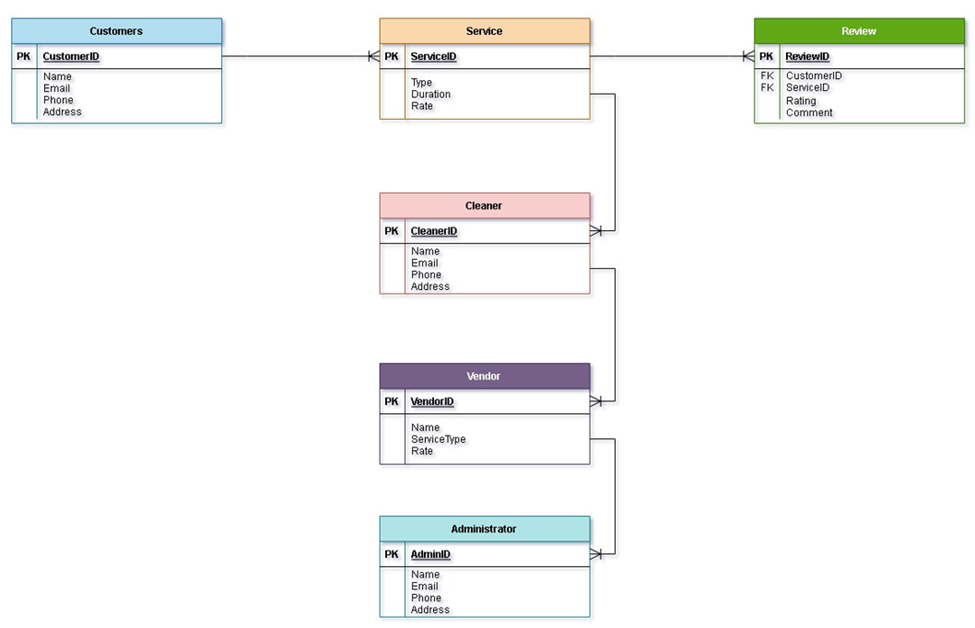 Customers
PK CustomerID
Name
Email
Phone
Address
Service
PK ServiceID
Type
Duration
Rate
Review
PK ReviewID
FK CustomerID
FK ServiceID
Rating
Comment
Cleaner
PK CleanerID
Name
Email
Phone
Address
Vendor
PK VendorID
Name
ServiceType
Rate
Administrator
PK AdminID
Name
Email
Phone
Address